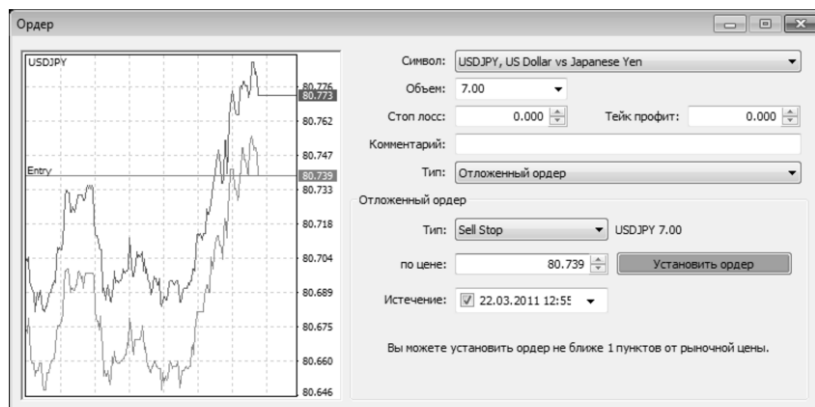 Ордер
USDJPY
80.776
80.773
80.762
80.747
Entry
80.739
80.733
80.718
80.704
80.689
80.675
80.660
80.646
Символ: USDJPY, US Dollar vs Japanese Yen
Объем: 7.00
Стоп лосс: 0.000 Тейк профит: 0.000
Комментарий:
Тип: Отложенный ордер
Отложенный ордер
Тип: Sell Stop USDJPY 7.00
по цене: 80.739 Установить ордер
Истечение: 22.03.2011 12:55
Вы можете установить ордер не ближе 1 пунктов от рыночной цены.